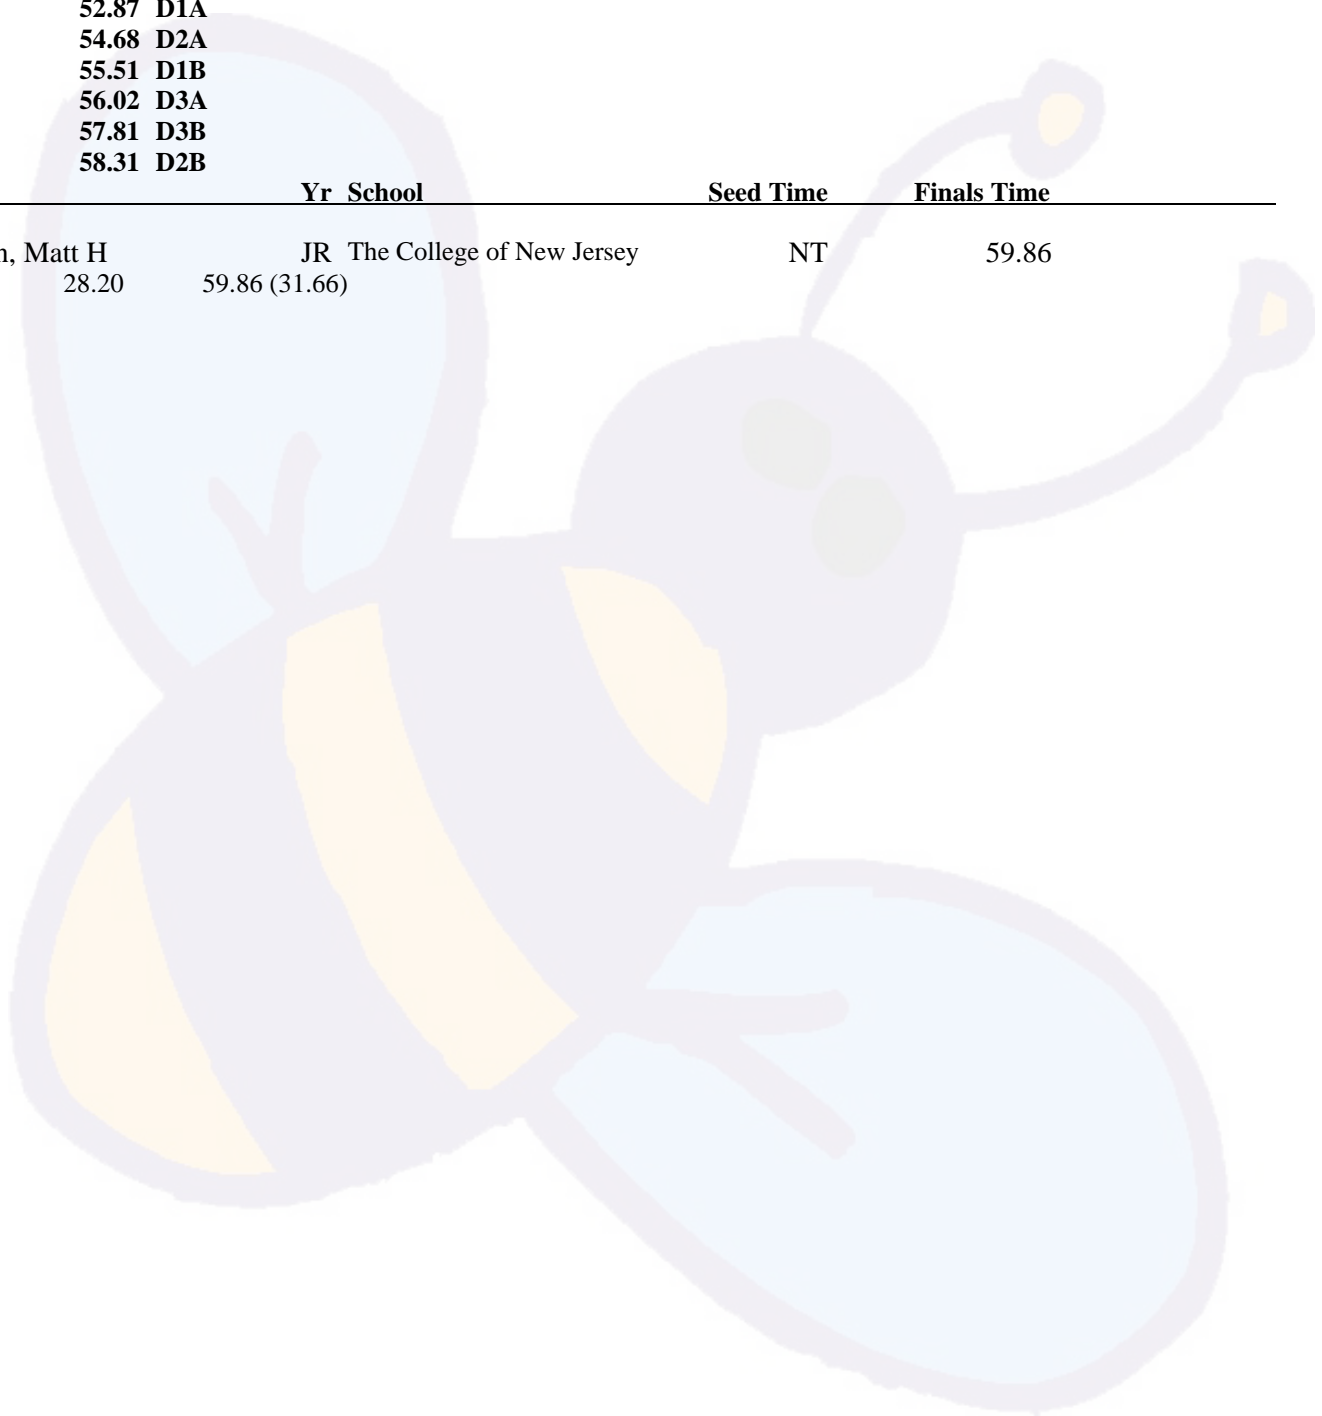 52.87 D1A
54.68 D2A
55.51 D1B
56.02 D3A
57.81 D3B
58.31 D2B
Yr School Seed Time Finals Time
, Matt H JR The College of New Jersey NT 59.86
28.20 59.86 (31.66)